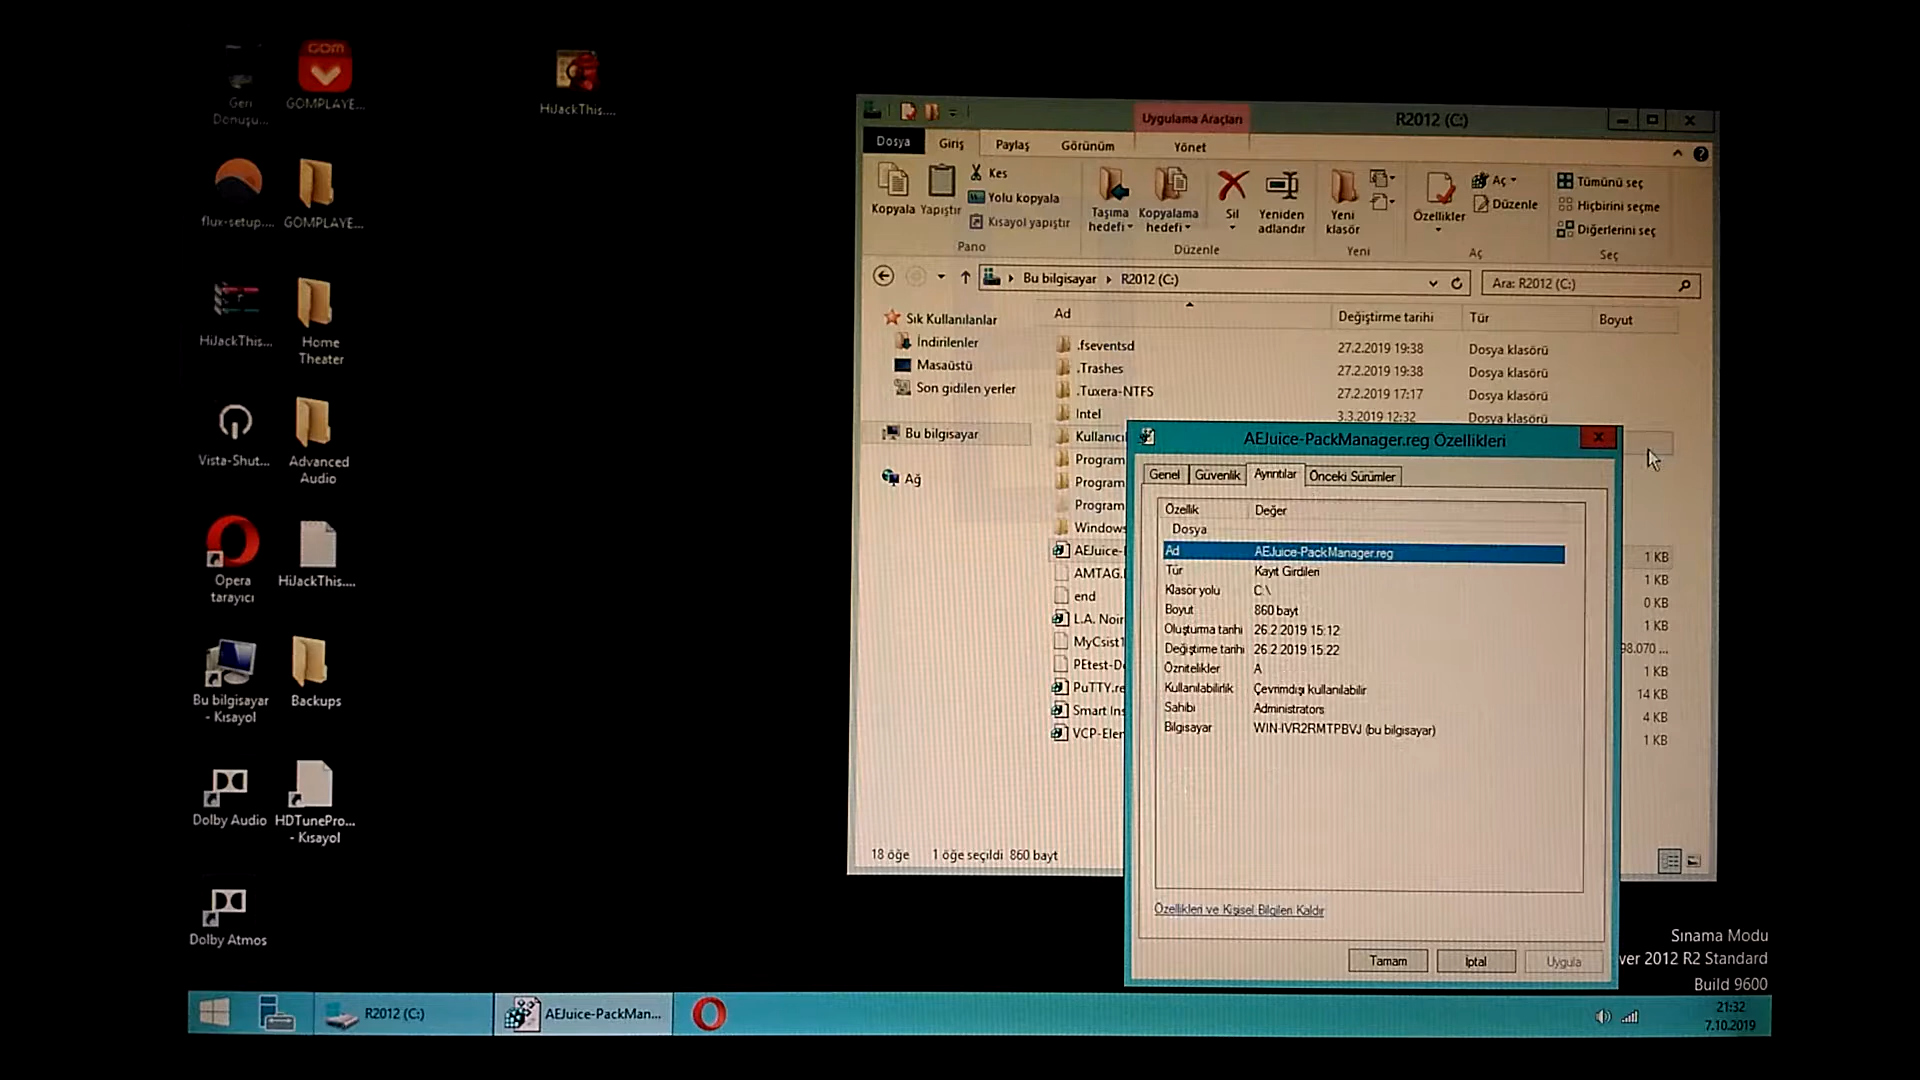 Geri
Dönüşü...
GOMPLAYE...
HiJackThis....
flux-setup....
GOMPLAYE...
HiJackThis...
Home
Theater
Vista-Shut...
Advanced
Audio
Opera
tarayıcı
HiJackThis....
Bu bilgisayar
- Kısayol
Backups
Dolby Audio
HDTunePro...
- Kısayol
Dolby Atmos
Uygulama Araçları
R2012 (C:)
Dosya
Giriş
Paylaş
Görünüm
Yönet
Kopyala
Yapıştır
Kes
Yolu kopyala
Kısayol yapıştır
Pano
Taşıma
hedefi
Kopyalama
hedefi
Sil
Yeniden
adlandır
Düzenle
Yeni
klasör
Yeni
Özellikler
Aç
Düzenle
Aç
Tümünü seç
Hiçbirini seçme
Diğerlerini seç
Seç
Bu bilgisayar
R2012 (C:)
Ara: R2012 (C:)
Sık Kullanılanlar
İndirilenler
Masaüstü
Son gidilen yerler
Bu bilgisayar
Ağ
Ad
Değiştirme tarihi
Tür
Boyut
.fseventsd 27.2.2019 19:38 Dosya klasörü
.Trashes 27.2.2019 19:38 Dosya klasörü
.Tuxera-NTFS 27.2.2019 17:17 Dosya klasörü
Intel 3.3.2019 12:32 Dosya klasörü
Kullanıcı
Program
Program
Program
Windows
AEJuice- 1 KB
AMTAG. 1 KB
end 0 KB
L.A. Noir 1 KB
MyCsist 98.070 ...
PEtest-D 1 KB
PuTTY.re 14 KB
Smart Ins 4 KB
VCP-Eler 1 KB
18 öğe
1 öğe seçildi 860 bayt
AEJuice-PackManager.reg Özellikleri
Genel
Güvenlik
Ayrıntılar
Önceki Sürümler
Özellik Değer
Dosya
Ad AEJuice-PackManager.reg
Tür Kayıt Girdileri
Klasör yolu C:\
Boyut 860 bayt
Oluşturma tarihi 26.2.2019 15:12
Değiştirme tarihi 26.2.2019 15:22
Öznitelikler A
Kullanılabilirlik Çevrimdışı kullanılabilir
Sahibi Administrators
Bilgisayar WIN-IVR2RMTPBVJ (bu bilgisayar)
Özellikleri ve Kişisel Bilgileri Kaldır
Tamam
İptal
Uygula
Sınama Modu
ver 2012 R2 Standard
Build 9600
R2012 (C:)
AEJuice-PackMan...
21:32
7.10.2019